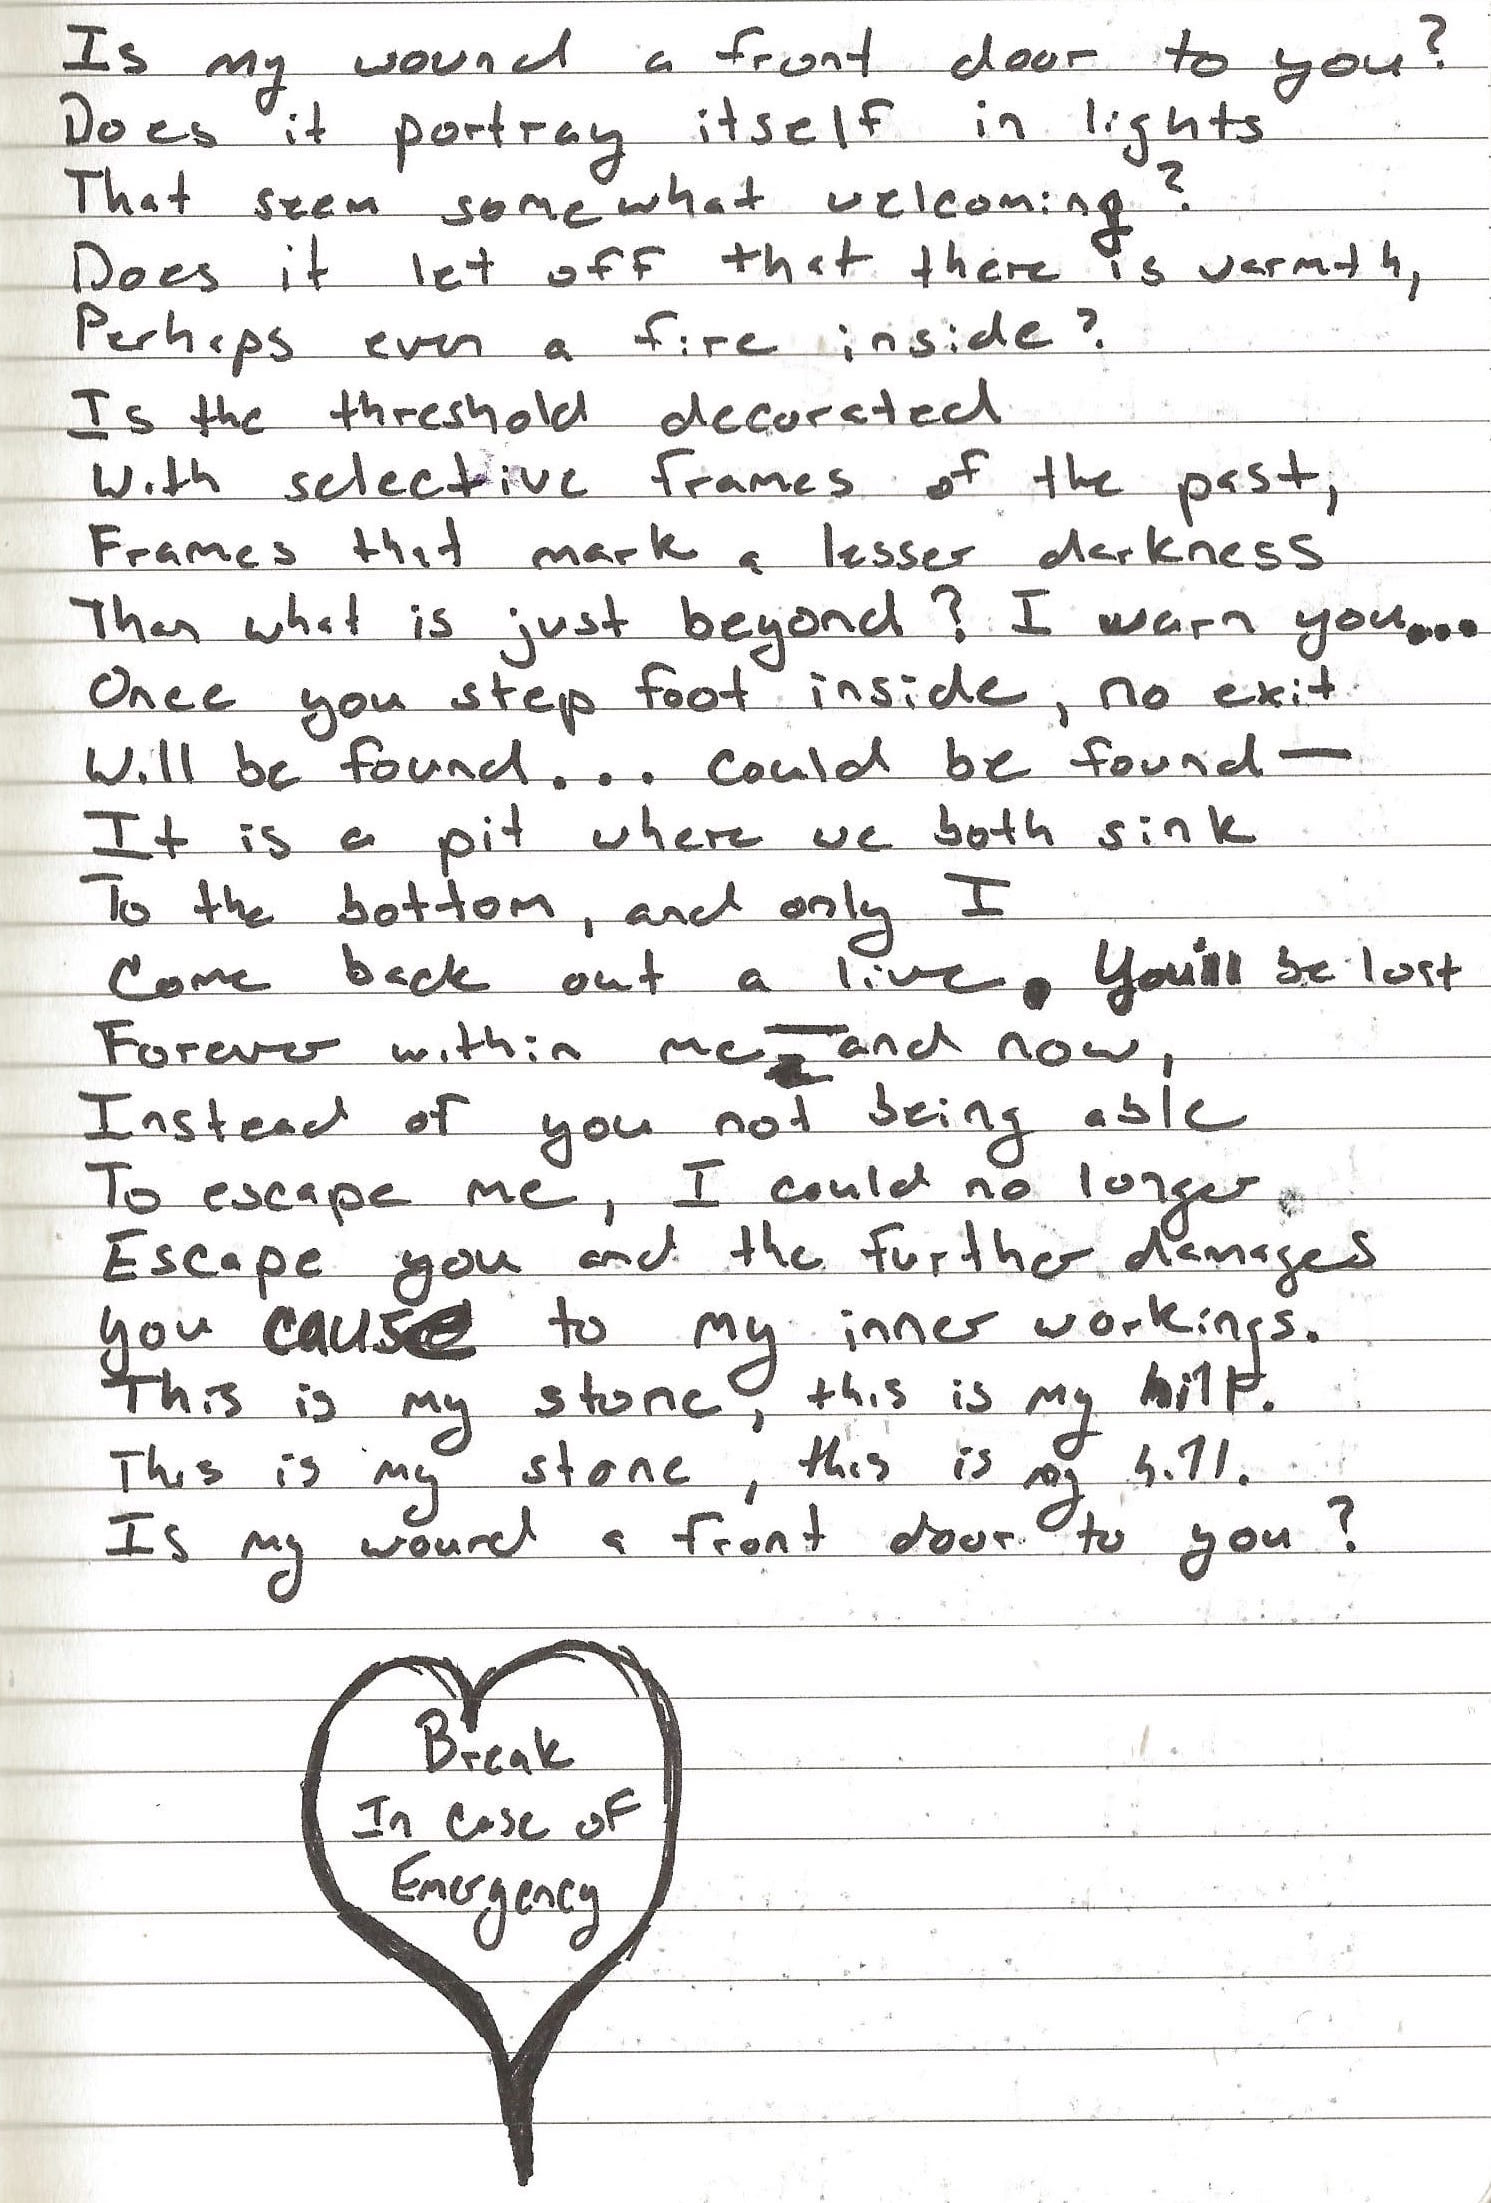 Is my wound a front door to you?
Does it portray itself in lights
That seem somewhat welcoming?
Does it let off that there is warmth,
Perhaps even a fire inside?
Is the threshold decorated
With selective frames of the past,
Frames that mark a lesser darkness
Than what is just beyond? I warn you...
Once you step foot inside, no exit
Will be found... could be found—
It is a pit where we both sink
To the bottom, and only I
Come back out a live. You'll be lost
Forever within me—and now,
Instead of you not being able
To escape me, I could no longer
Escape you and the further damages
you cause to my inner workings.
This is my stone, this is my hilt.
This is my stone, this is my
Is my wound a front door to you?
Break
In Case of
Emergency